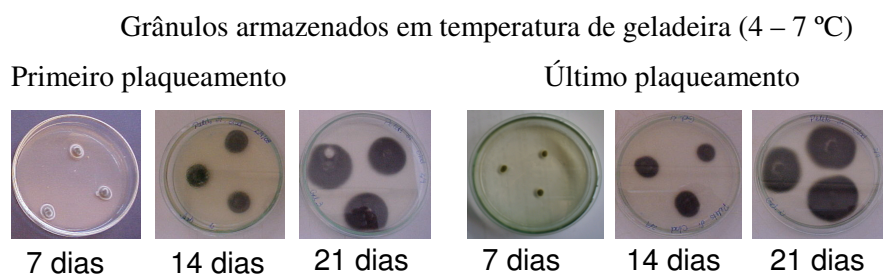 Grânulos armazenados em temperatura de geladeira (4 – 7 ºC)
Primeiro plaqueamento
Último plaqueamento
7 dias
14 dias
21 dias
7 dias
14 dias
21 dias